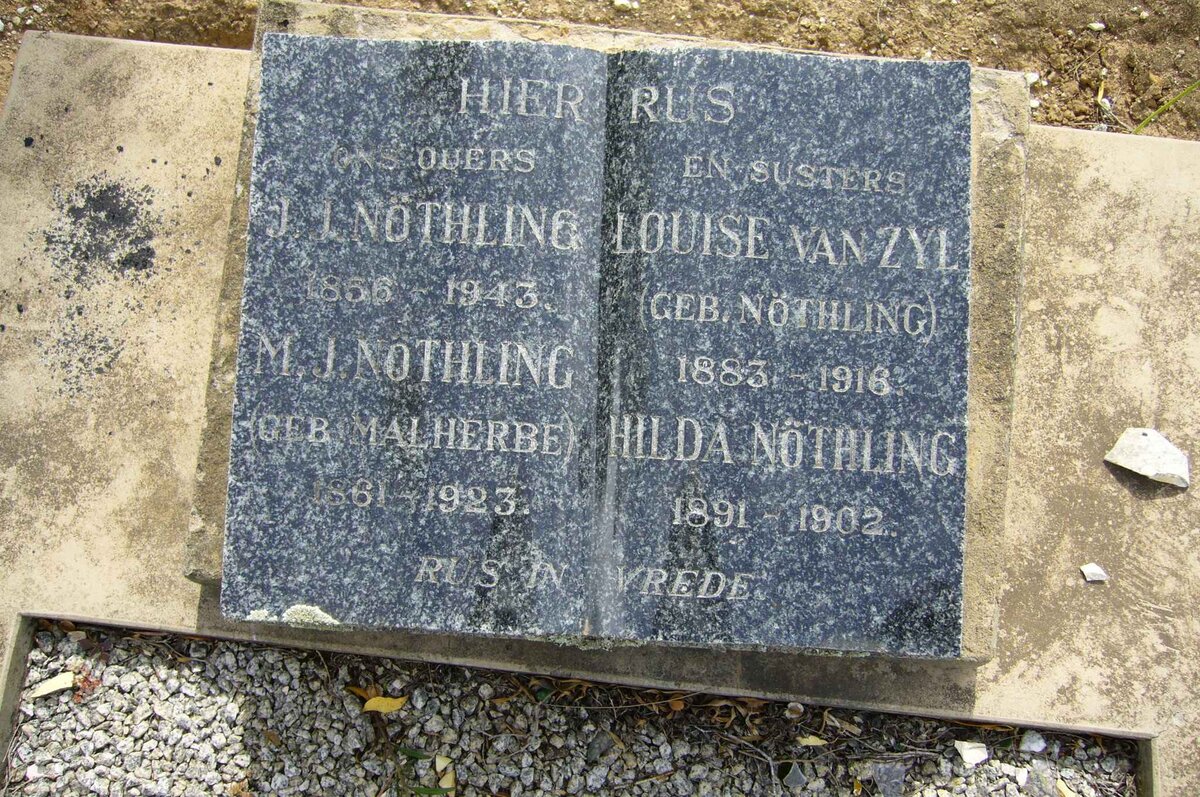 HIER RUS
ONS OUERS
J. J. NÖTHLING
1856 - 1943.
M. J. NÖTHLING
(GEB. MALHERBE)
1861 - 1923.
EN SUSTERS
LOUISE VAN ZYL
(GEB. NÖTHLING)
1883 - 1916.
HILDA NÖTHLING
1891 - 1902.
RUS IN VREDE